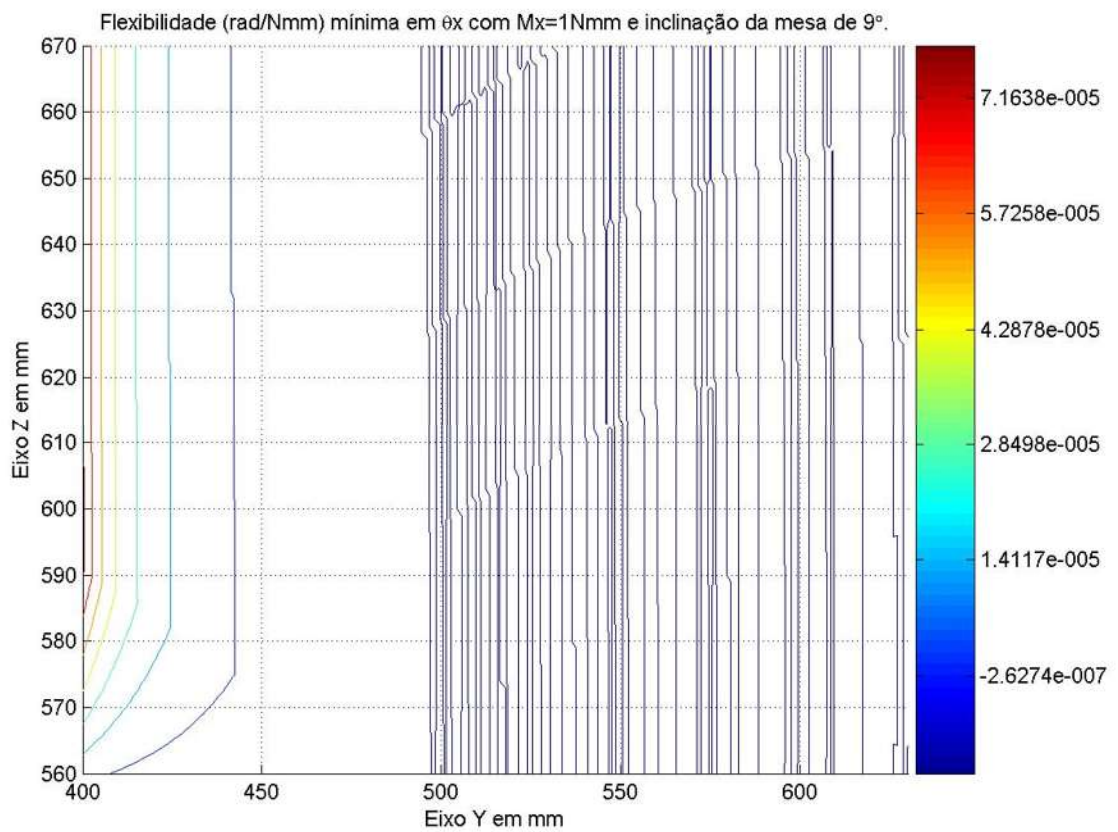 Flexibilidade (rad/Nmm) mínima em θx com Mx=1Nmm e inclinação da mesa de 9º.
670
660
650
640
630
620
610
600
590
580
570
560
Eixo Z em mm
400
450
500
550
600
Eixo Y em mm
7.1638e-005
5.7258e-005
4.2878e-005
2.8498e-005
1.4117e-005
-2.6274e-007